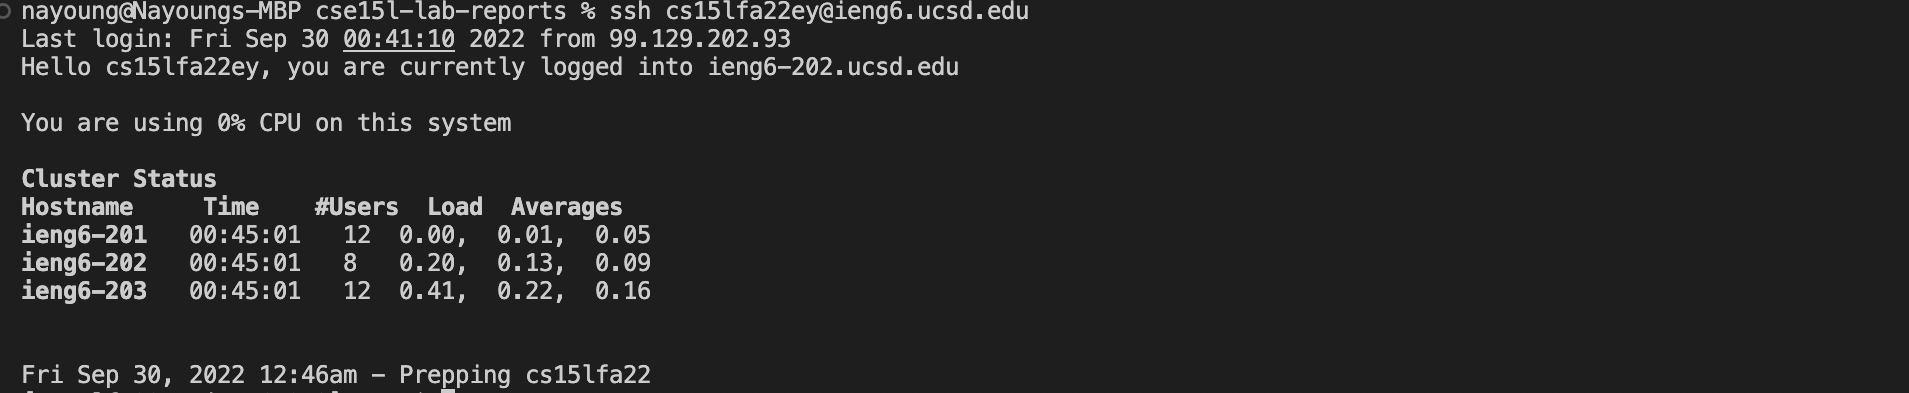 nayoung@Nayoungs-MBP cse15l-lab-reports % ssh cs15lfa22ey@ieng6.ucsd.edu
Last login: Fri Sep 30 00:41:10 2022 from 99.129.202.93
Hello cs15lfa22ey, you are currently logged into ieng6-202.ucsd.edu
You are using 0% CPU on this system
Cluster Status
Hostname Time #Users Load Averages
ieng6-201 00:45:01 12 0.00, 0.01, 0.05
ieng6-202 00:45:01 8 0.20, 0.13, 0.09
ieng6-203 00:45:01 12 0.41, 0.22, 0.16
Fri Sep 30, 2022 12:46am - Prepping cs15lfa22